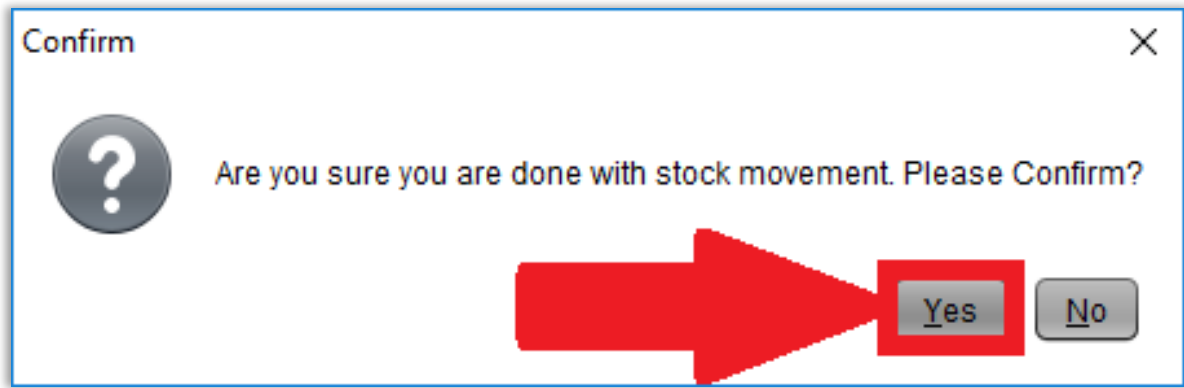 Confirm
Are you sure you are done with stock movement. Please Confirm?
Yes No